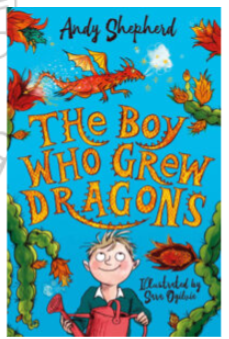 Andy Shepherd
THE BOY
WHO GREW
DRAGONS
Illustrated by
Sara Ogilvie